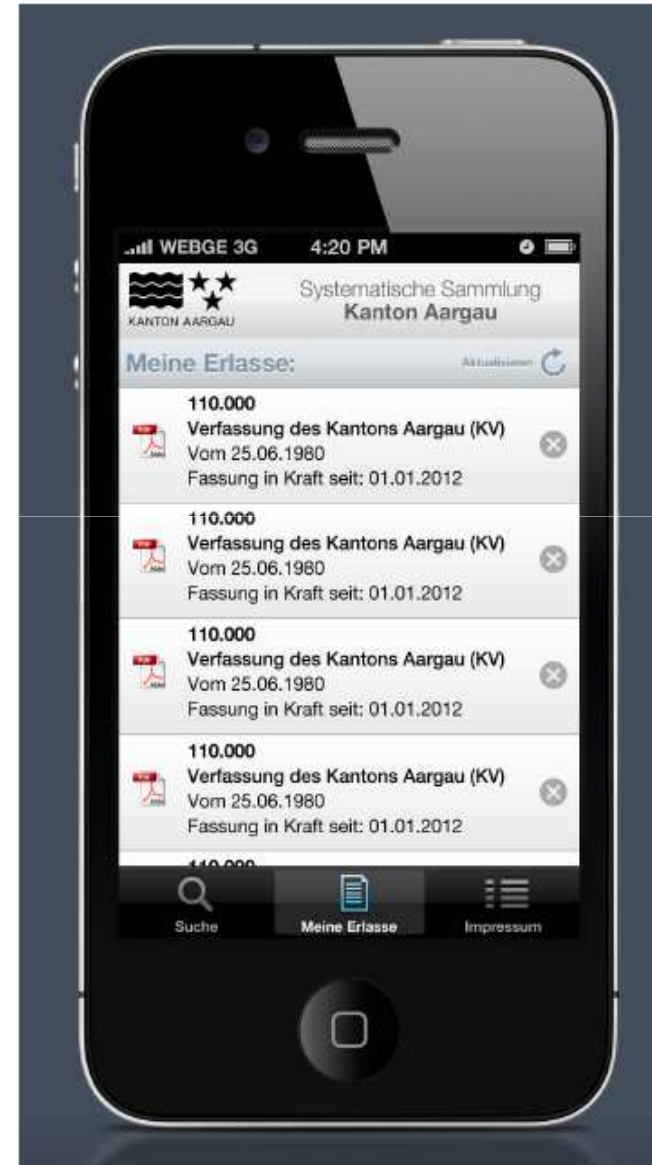 WEBGE 3G 4:20 PM
KANTON AARGAU
Systematische Sammlung
Kanton Aargau
Meine Erlasse: Aktualisieren
110.000
Verfassung des Kantons Aargau (KV)
Vom 25.06.1980
Fassung in Kraft seit: 01.01.2012
110.000
Verfassung des Kantons Aargau (KV)
Vom 25.06.1980
Fassung in Kraft seit: 01.01.2012
110.000
Verfassung des Kantons Aargau (KV)
Vom 25.06.1980
Fassung in Kraft seit: 01.01.2012
110.000
Verfassung des Kantons Aargau (KV)
Vom 25.06.1980
Fassung in Kraft seit: 01.01.2012
110.000
Suche Meine Erlasse Impressum